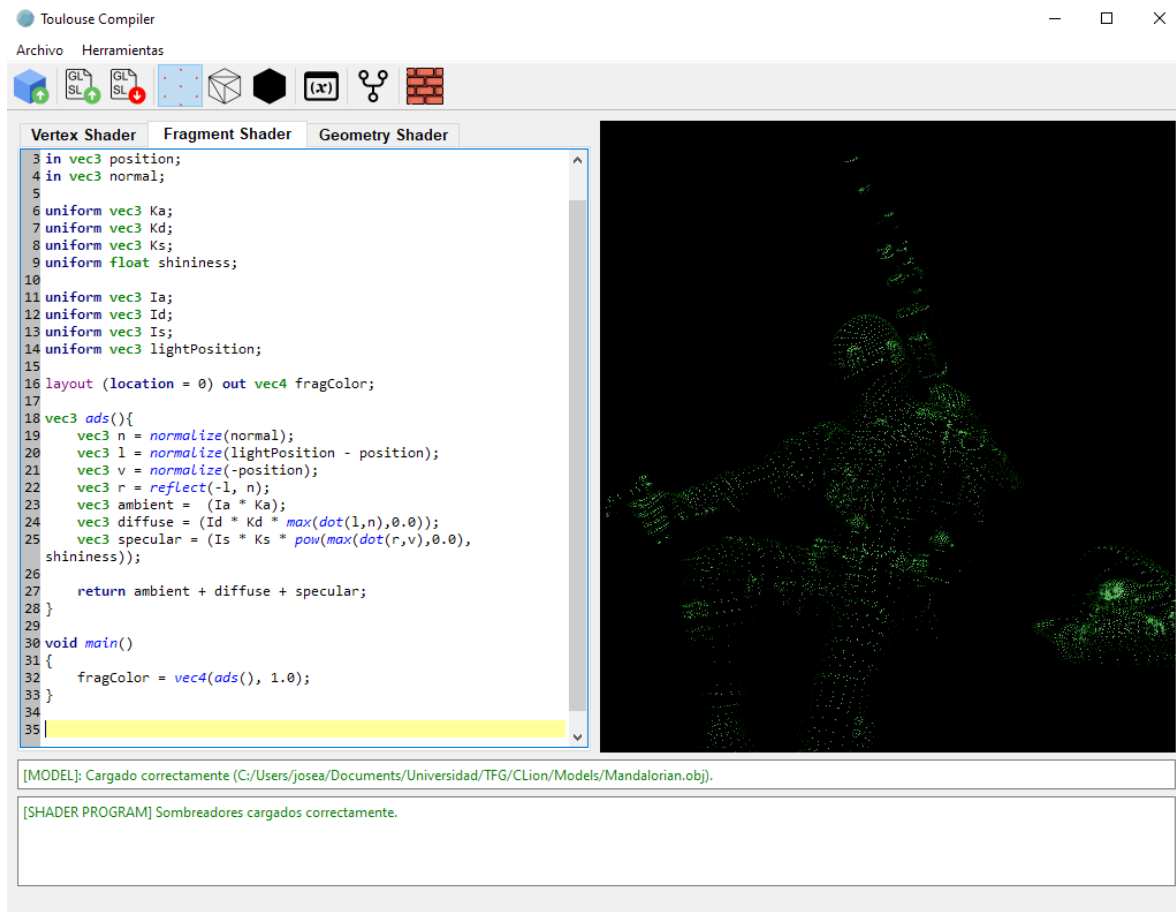 Toulouse Compiler
Archivo Herramientas
GL SL GL SL (x)
Vertex Shader Fragment Shader Geometry Shader
3 in vec3 position;
4 in vec3 normal;
5
6 uniform vec3 Ka;
7 uniform vec3 Kd;
8 uniform vec3 Ks;
9 uniform float shininess;
10
11 uniform vec3 Ia;
12 uniform vec3 Id;
13 uniform vec3 Is;
14 uniform vec3 lightPosition;
15
16 layout (location = 0) out vec4 fragColor;
17
18 vec3 ads(){
19     vec3 n = normalize(normal);
20     vec3 l = normalize(lightPosition - position);
21     vec3 v = normalize(-position);
22     vec3 r = reflect(-l, n);
23     vec3 ambient =  (Ia * Ka);
24     vec3 diffuse = (Id * Kd * max(dot(l,n),0.0));
25     vec3 specular = (Is * Ks * pow(max(dot(r,v),0.0),
shininess));
26
27     return ambient + diffuse + specular;
28 }
29
30 void main()
31 {
32     fragColor = vec4(ads(), 1.0);
33 }
34
35
[MODEL]: Cargado correctamente (C:/Users/josea/Documents/Universidad/TFG/CLion/Models/Mandalorian.obj).
[SHADER PROGRAM] Sombreadores cargados correctamente.